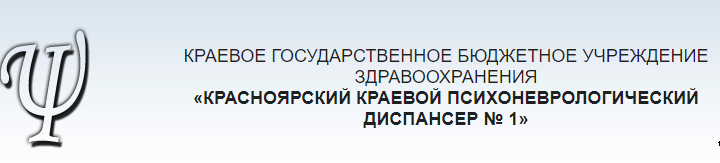 КРАЕВОЕ ГОСУДАРСТВЕННОЕ БЮДЖЕТНОЕ УЧРЕЖДЕНИЕ
ЗДРАВООХРАНЕНИЯ
«КРАСНОЯРСКИЙ КРАЕВОЙ ПСИХОНЕВРОЛОГИЧЕСКИЙ
ДИСПАНСЕР № 1»